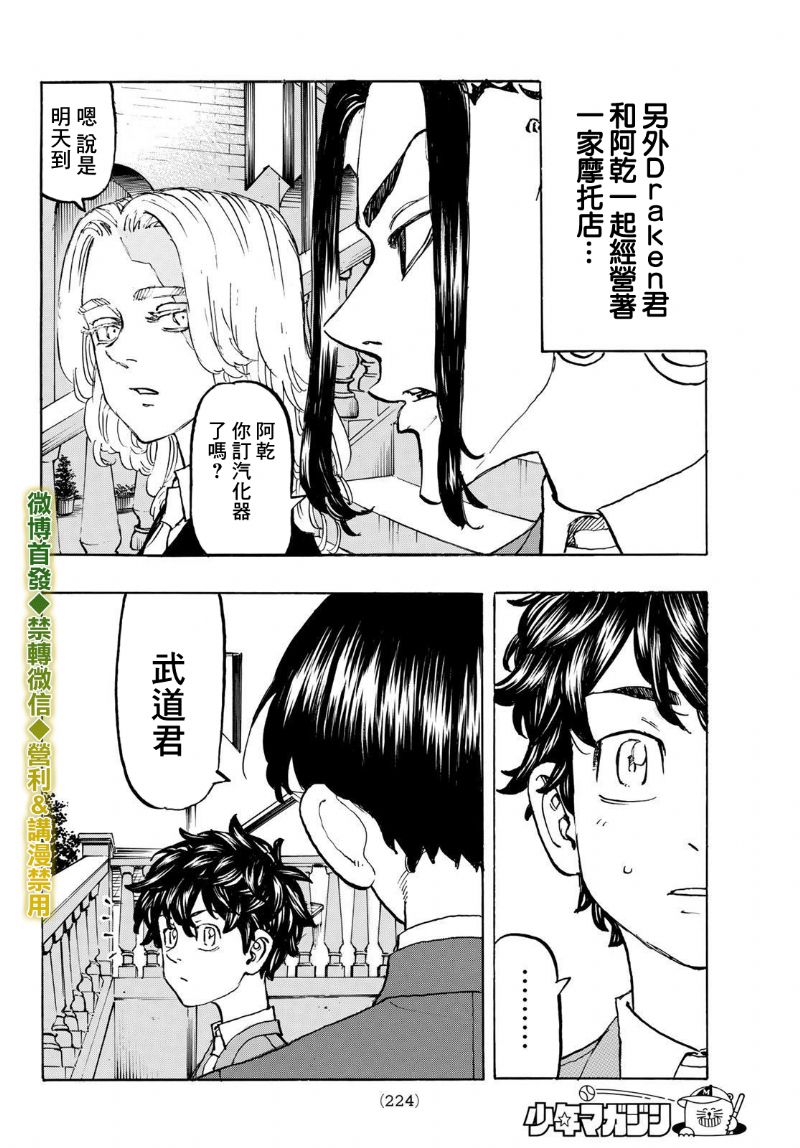 另外Draken君
和阿乾一起經營著
一家摩托店…
阿乾
你訂汽化器
了嗎?
嗯 說是
明天到
………
武道君
微博首發◆禁轉微信◆營利&講漫禁用
(224)
少年マガジン
M